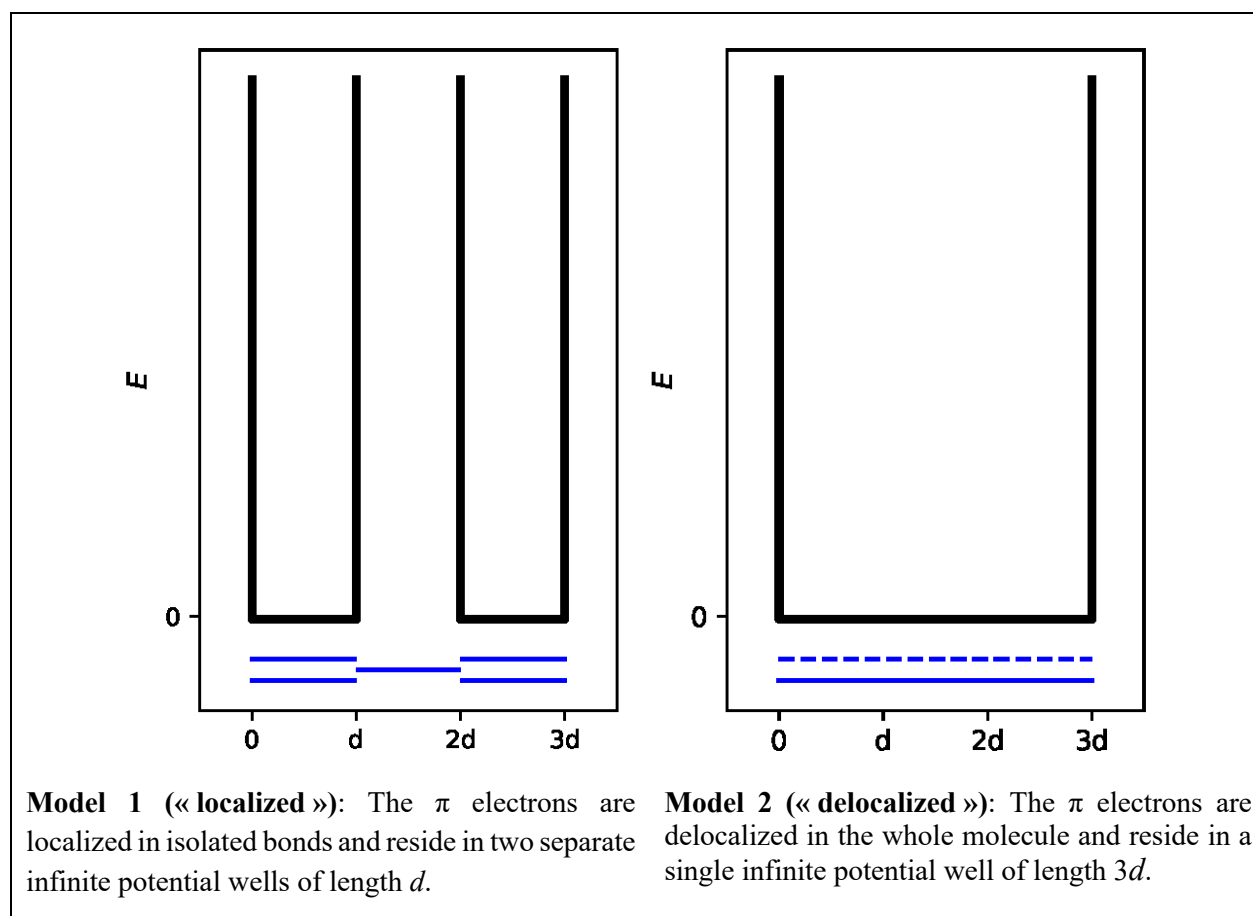 E
E
0
0
0 d 2d 3d
0 d 2d 3d
Model 1 (« localized »): The π electrons are
localized in isolated bonds and reside in two separate
infinite potential wells of length d.
Model 2 (« delocalized »): The π electrons are
delocalized in the whole molecule and reside in a
single infinite potential well of length 3d.